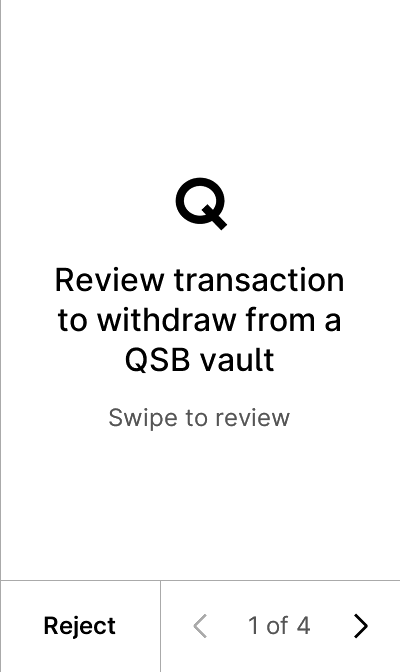 Q
Review transaction
to withdraw from a
QSB vault
Swipe to review
Reject
1 of 4